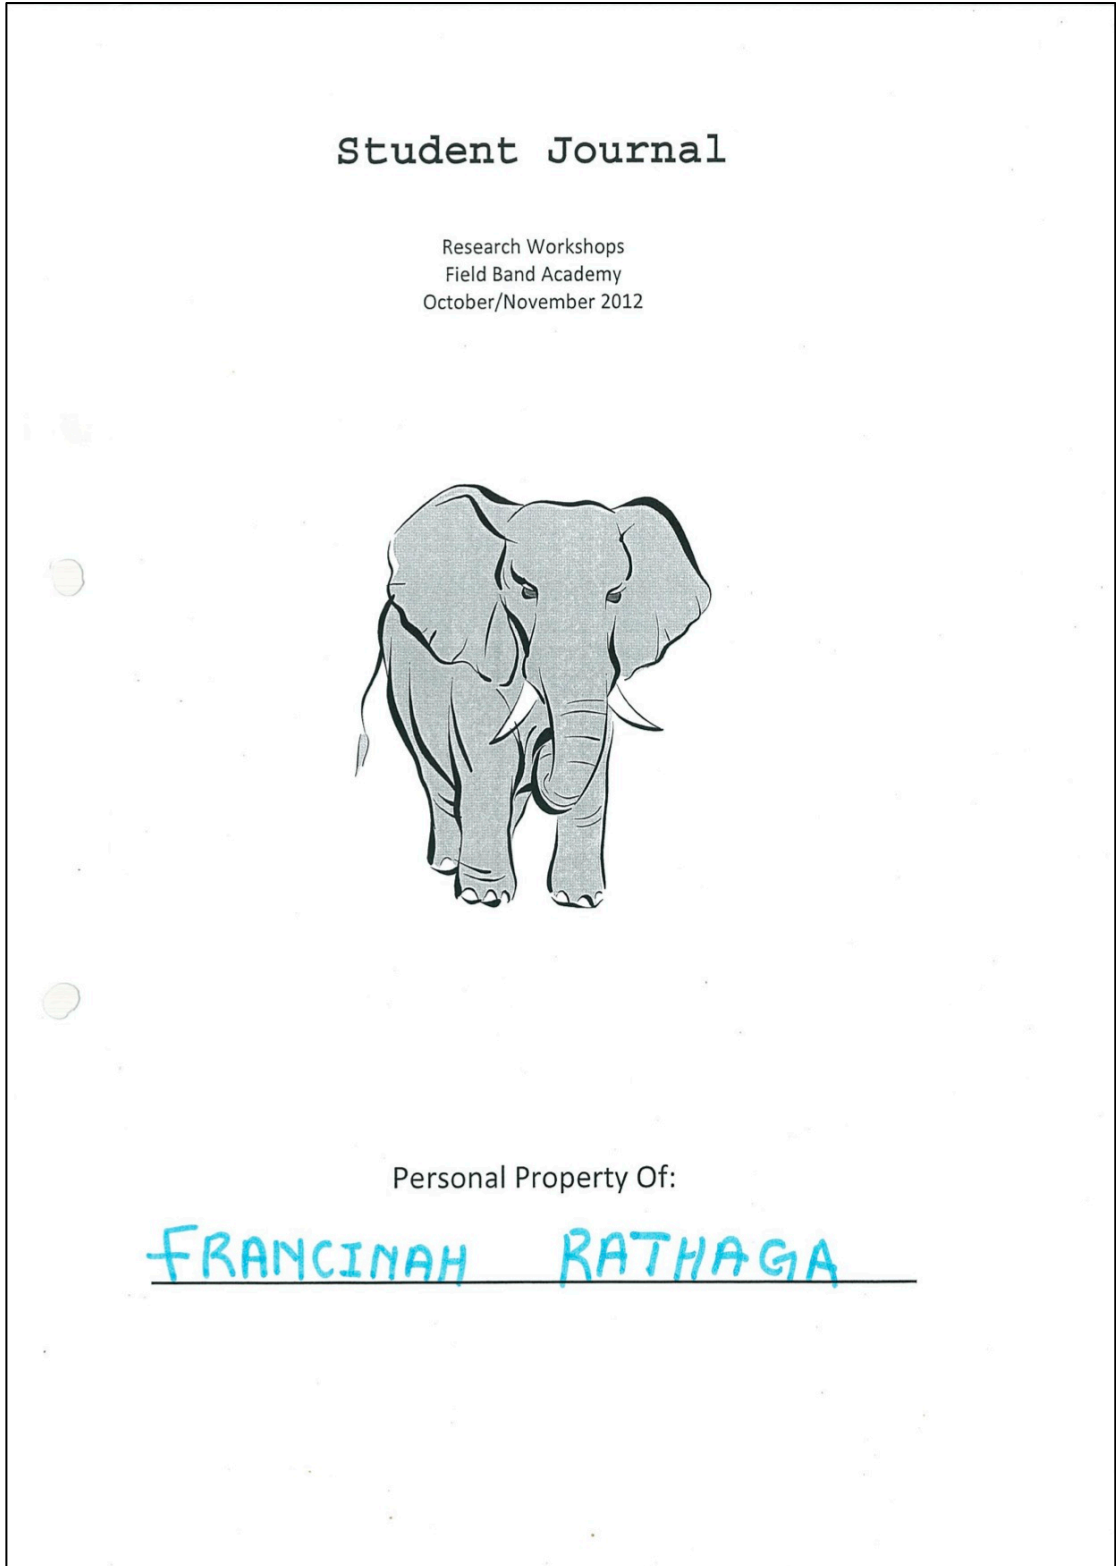 Student Journal
Research Workshops
Field Band Academy
October/November 2012
Personal Property Of:
FRANCINAH RATHAGA